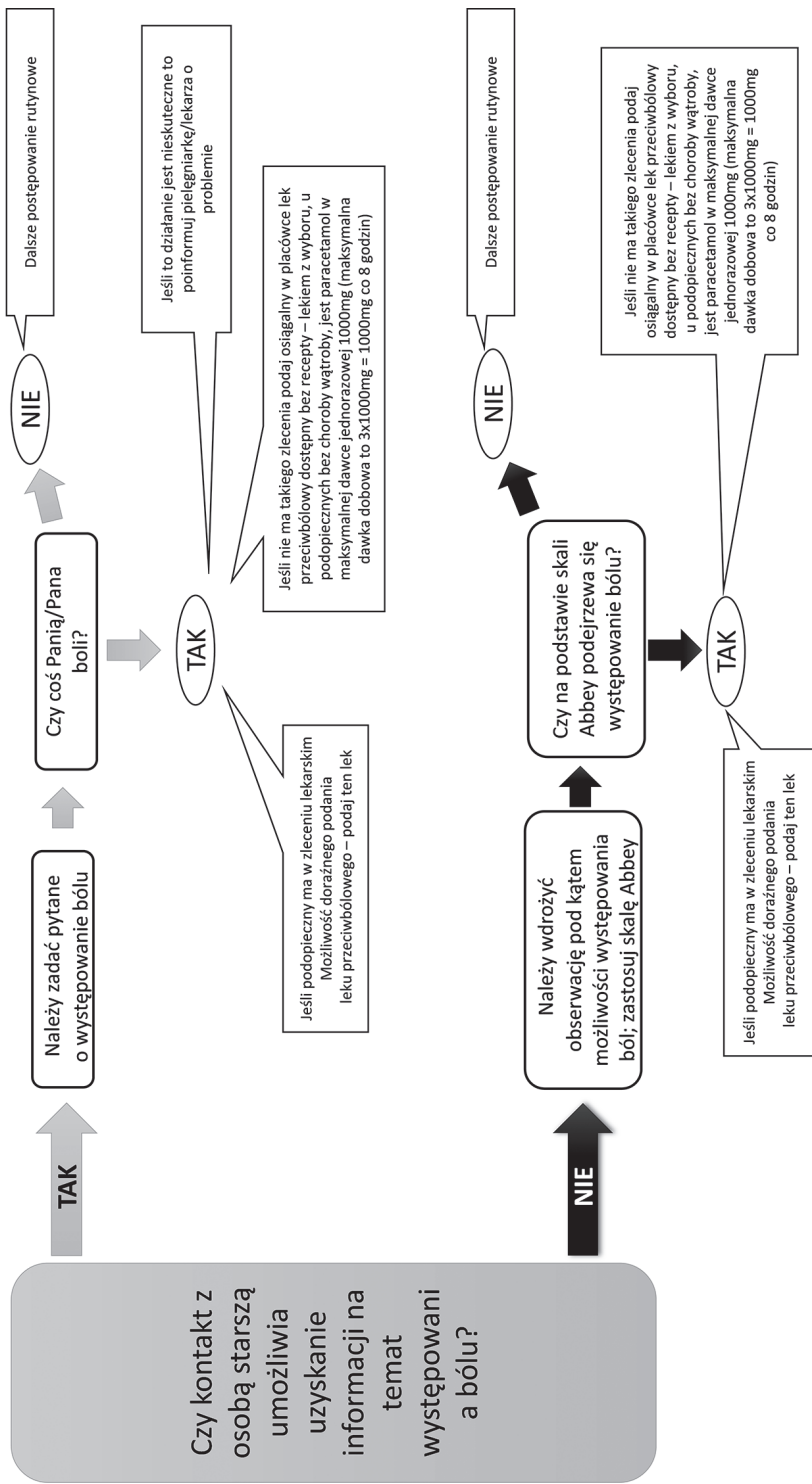 Czy kontakt z
osobą starszą
umożliwia
uzyskanie
informacji na
temat
występowani
a bólu?
TAK
Należy zadać pytane
o występowanie bólu
Czy coś Panią/Pana
boli?
NIE
Dalsze postępowanie rutynowe
TAK
Jeśli podopieczny ma w zleceniu lekarskim
Możliwość doraźnego podania
leku przeciwbólowego – podaj ten lek
Jeśli nie ma takiego zlecenia podaj osiągalny w placówce lek
przeciwbólowy dostępny bez recepty – lekiem z wyboru, u
podopiecznych bez choroby wątroby, jest paracetamol w
maksymalnej dawce jednorazowej 1000mg (maksymalna
dawka dobowa to 3x1000mg = 1000mg co 8 godzin)
Jeśli to działanie jest nieskuteczne to
poinformuj pielęgniarkę/lekarza o
problemie
NIE
Należy wdrożyć
obserwację pod kątem
możliwości występowania
ból; zastosuj skalę Abbey
Czy na podstawie skali
Abbey podejrzewa się
występowanie bólu?
NIE
Dalsze postępowanie rutynowe
TAK
Jeśli podopieczny ma w zleceniu lekarskim
Możliwość doraźnego podania
leku przeciwbólowego – podaj ten lek
Jeśli nie ma takiego zlecenia podaj
osiągalny w placówce lek przeciwbólowy
dostępny bez recepty – lekiem z wyboru,
u podopiecznych bez choroby wątroby,
jest paracetamol w maksymalnej dawce
jednorazowej 1000mg (maksymalna
dawka dobowa to 3x1000mg = 1000mg
co 8 godzin)